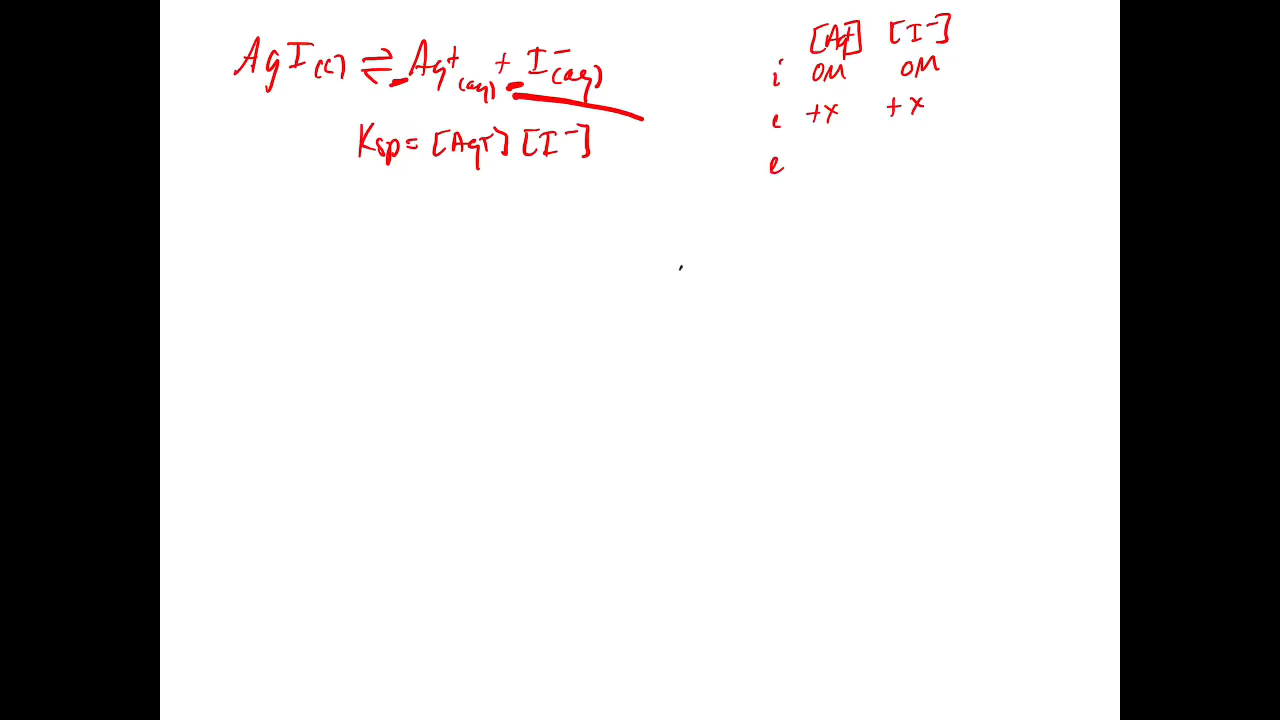 AgI(s) ⇌ Ag+(aq) + I−(aq)
Ksp = [Ag+] [I−]
[Ag+] [I−]
i 0M 0M
c +x +x
e